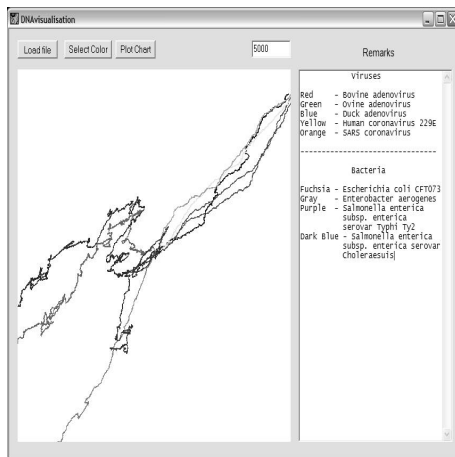 DNAvisualisation
Load file Select Color Plot Chart 5000 Remarks
Viruses
Red - Bovine adenovirus
Green - Ovine adenovirus
Blue - Duck adenovirus
Yellow - Human coronavirus 229E
Orange - SARS coronavirus
--------------------------------
Bacteria
Fuchsia - Escherichia coli CFT073
Gray - Enterobacter aerogenes
Purple - Salmonella enterica
subsp. enterica
serovar Typhi Ty2
Dark Blue - Salmonella enterica
subsp. enterica serovar
Choleraesuis